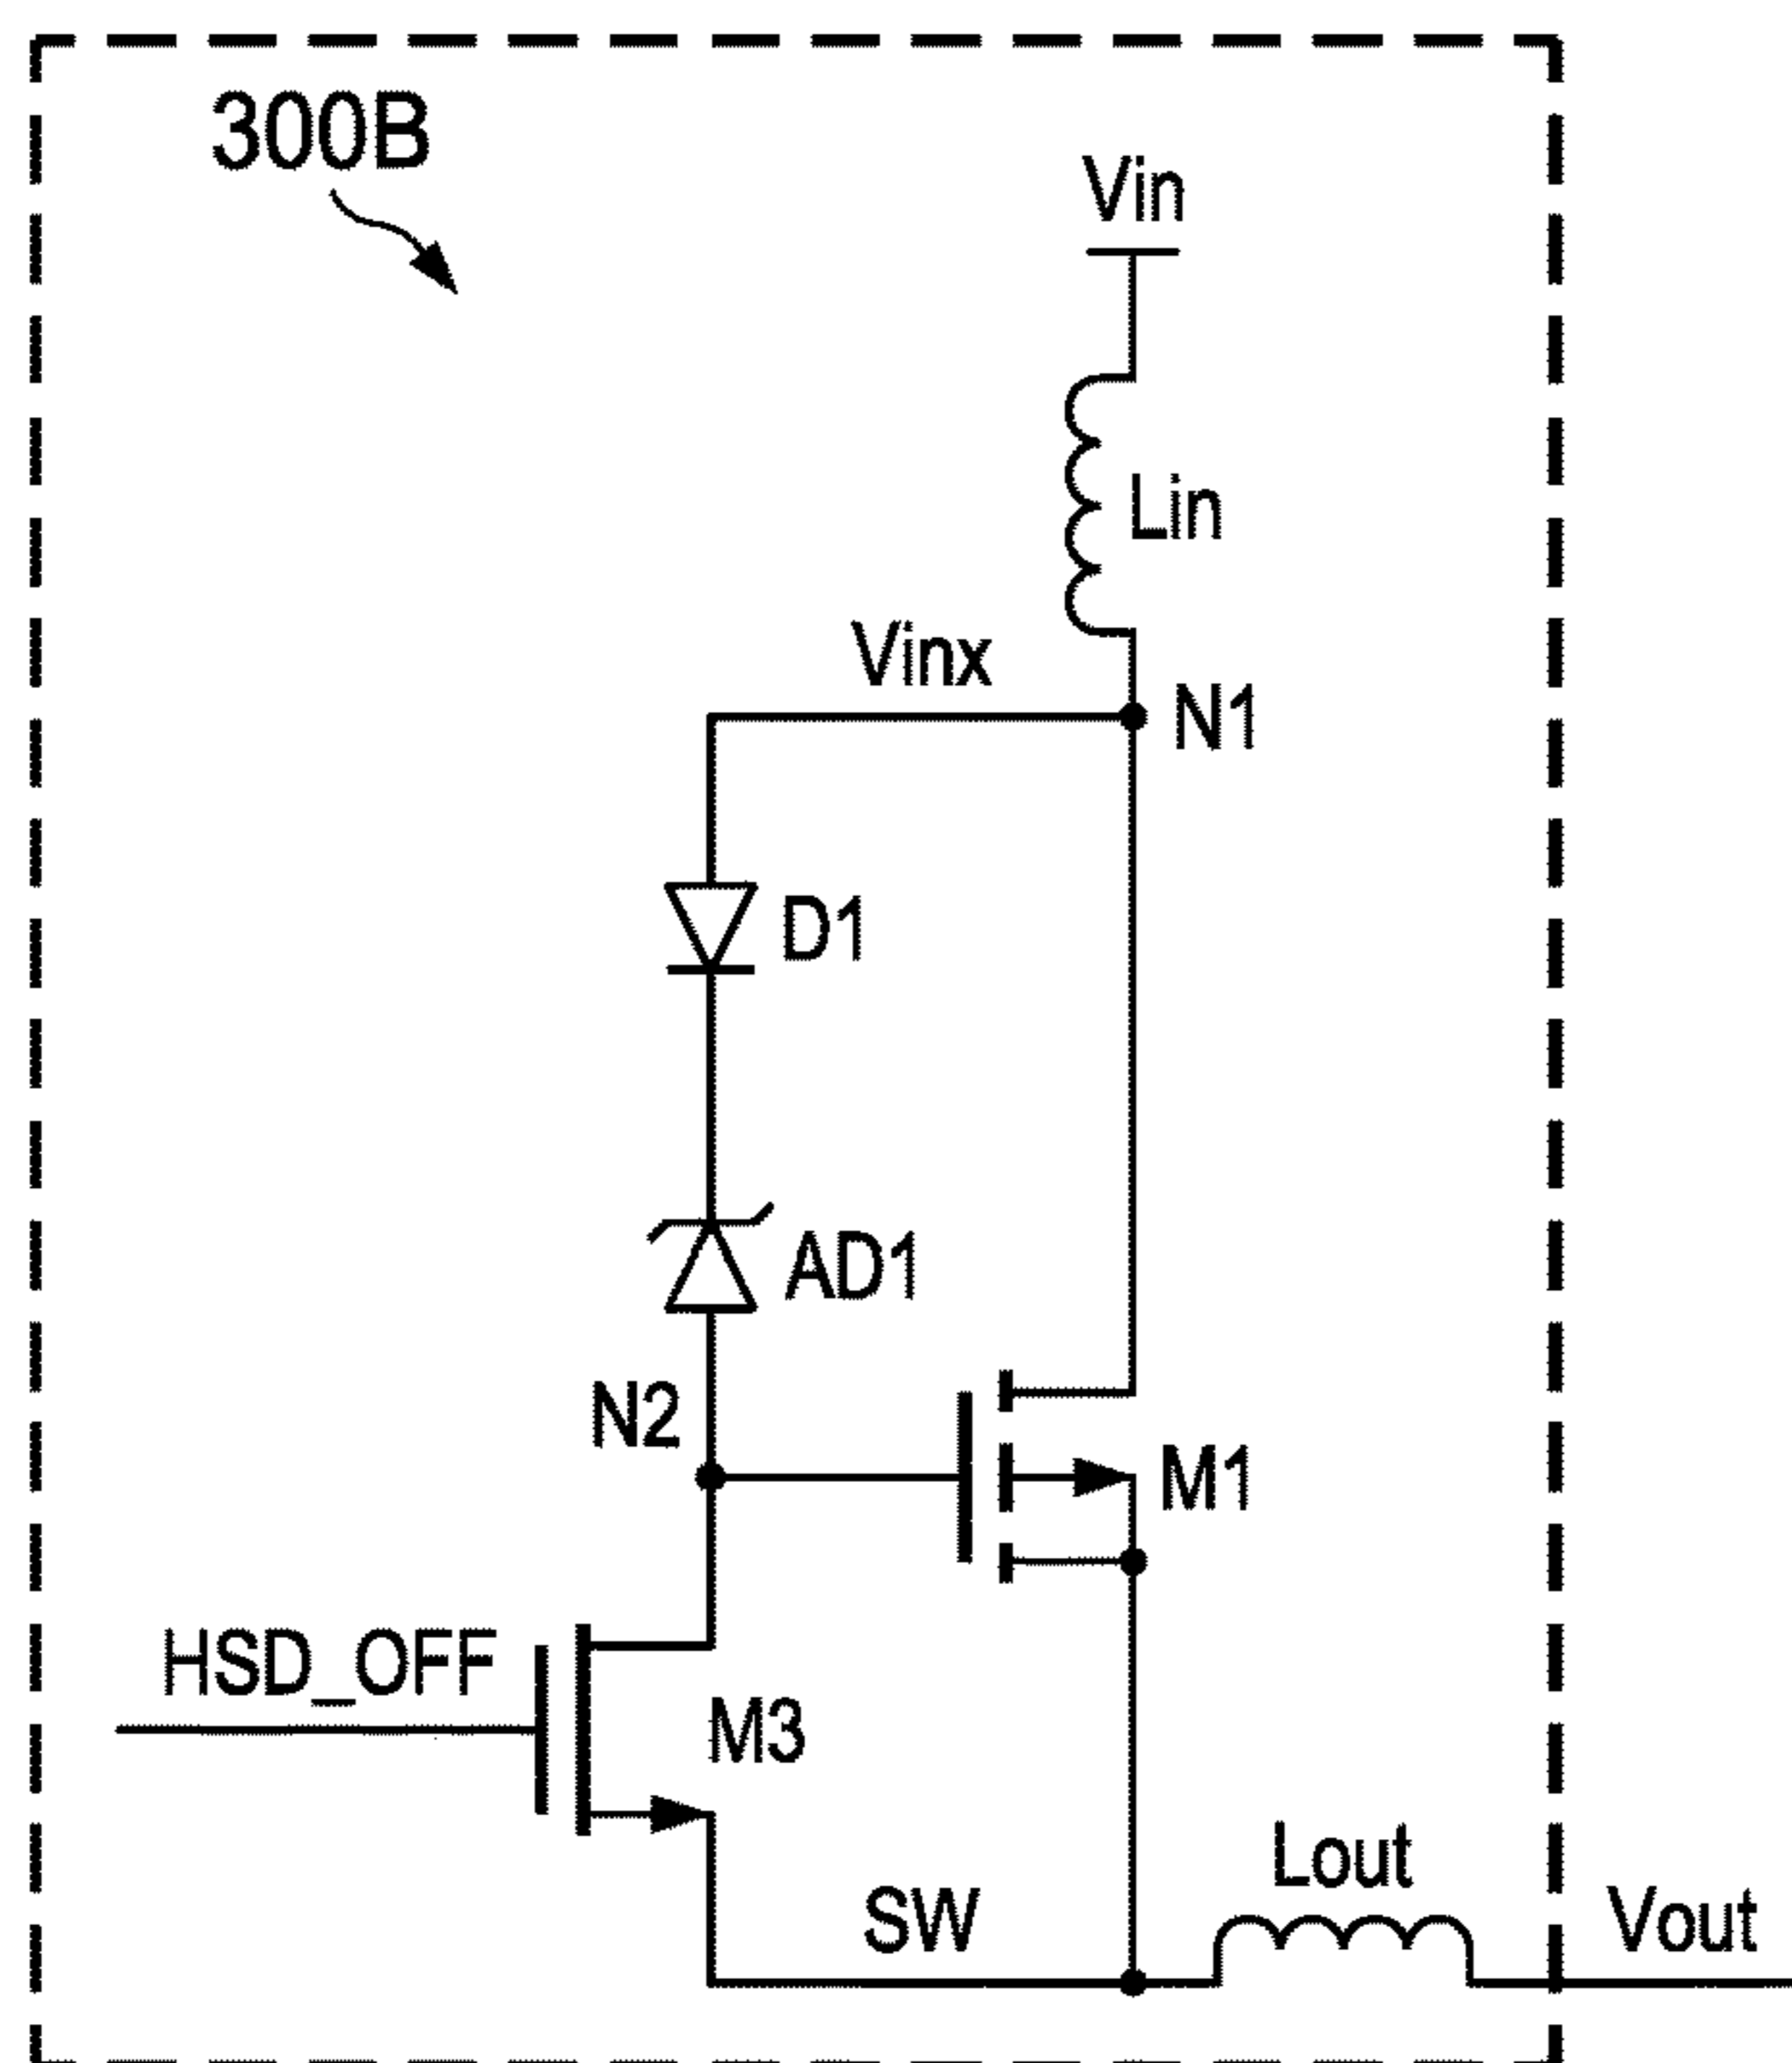 300B
Vin
Lin
Vinx
N1
D1
AD1
N2
M1
HSD_OFF
M3
Lout
SW
Vout